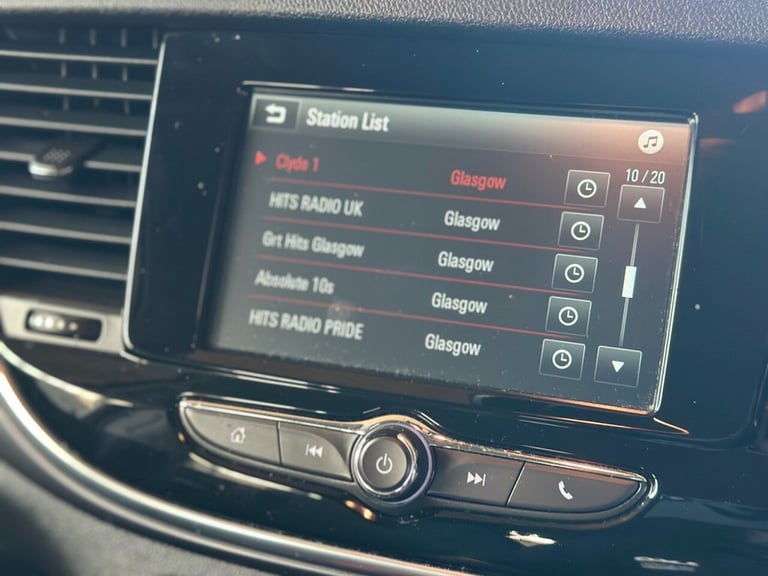 Station List
10 / 20
Clyde 1 Glasgow
HITS RADIO UK Glasgow
Grt Hits Glasgow Glasgow
Absolute 10s Glasgow
HITS RADIO PRIDE Glasgow